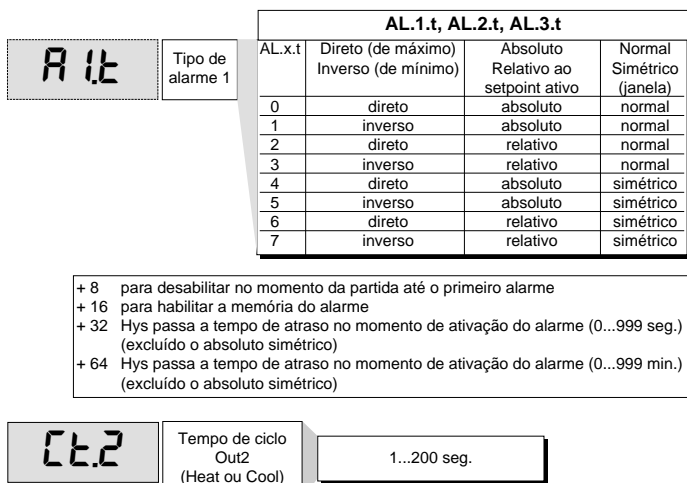 AL.1.t, AL.2.t, AL.3.t
A1.t
Tipo de
alarme 1
AL.x.t Direto (de máximo) Absoluto Normal
Inverso (de mínimo) Relativo ao Simétrico
setpoint ativo (janela)
0 direto absoluto normal
1 inverso absoluto normal
2 direto relativo normal
3 inverso relativo normal
4 direto absoluto simétrico
5 inverso absoluto simétrico
6 direto relativo simétrico
7 inverso relativo simétrico
+ 8 para desabilitar no momento da partida até o primeiro alarme
+ 16 para habilitar a memória do alarme
+ 32 Hys passa a tempo de atraso no momento de ativação do alarme (0...999 seg.)
(excluído o absoluto simétrico)
+ 64 Hys passa a tempo de atraso no momento de ativação do alarme (0...999 min.)
(excluído o absoluto simétrico)
Ct.2
Tempo de ciclo
Out2
(Heat ou Cool)
1...200 seg.